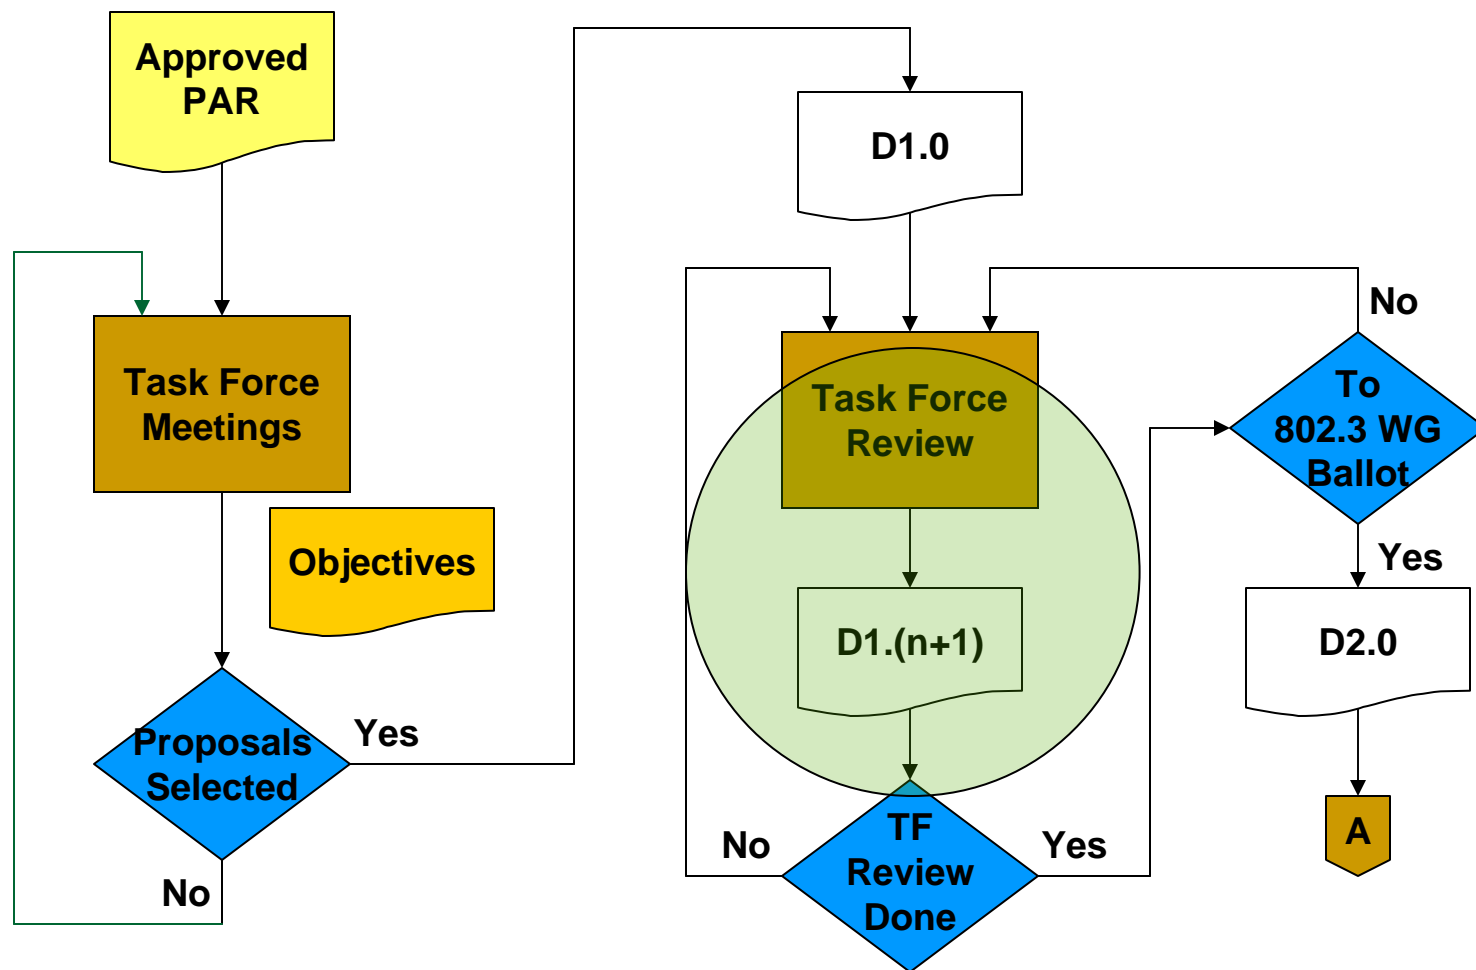 Approved
PAR
Task Force
Meetings
Objectives
Proposals
Selected
Yes
No
D1.0
Task Force
Review
D1.(n+1)
TF
Review
Done
No
Yes
To
802.3 WG
Ballot
No
Yes
D2.0
A